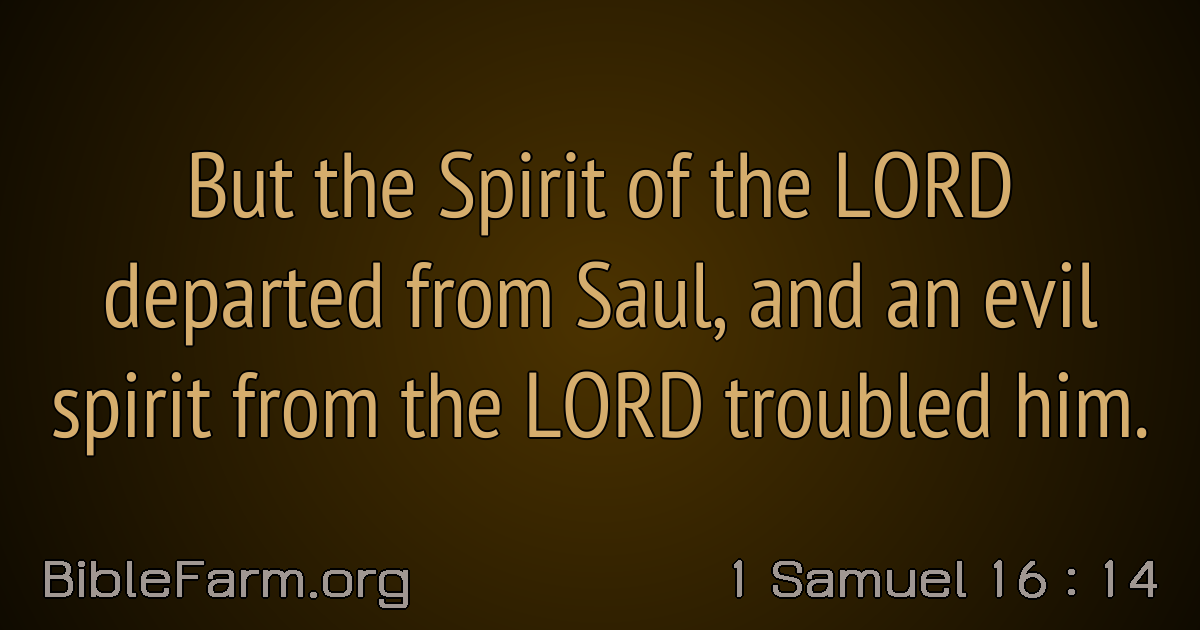 But the Spirit of the LORD
departed from Saul, and an evil
spirit from the LORD troubled him.
BibleFarm.org
1 Samuel 16 : 14